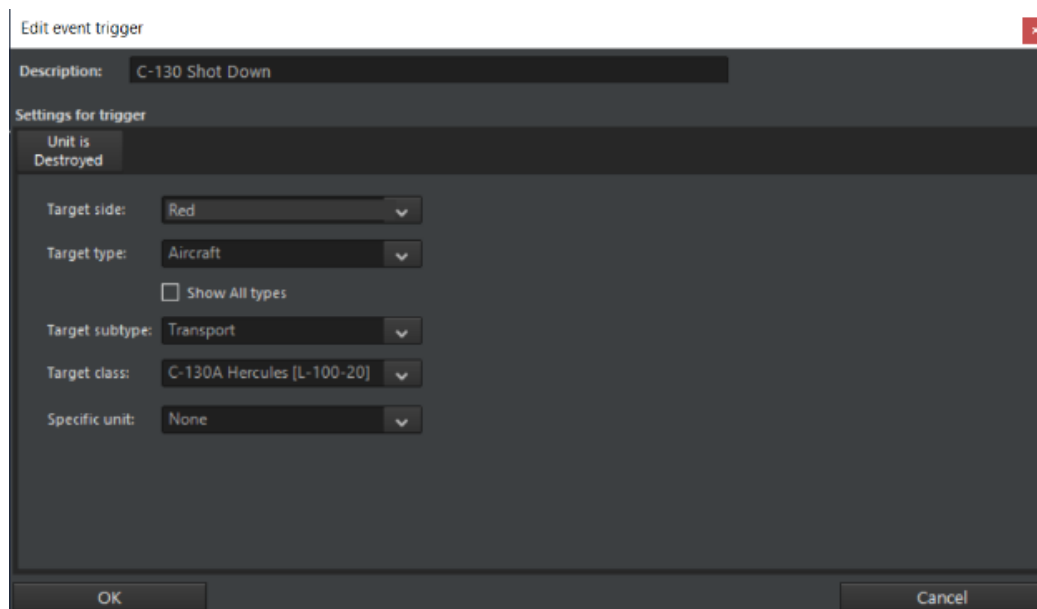 Edit event trigger
Description: C-130 Shot Down
Settings for trigger
Unit is
Destroyed
Target side: Red
Target type: Aircraft
Show All types
Target subtype: Transport
Target class: C-130A Hercules [L-100-20]
Specific unit: None
OK Cancel